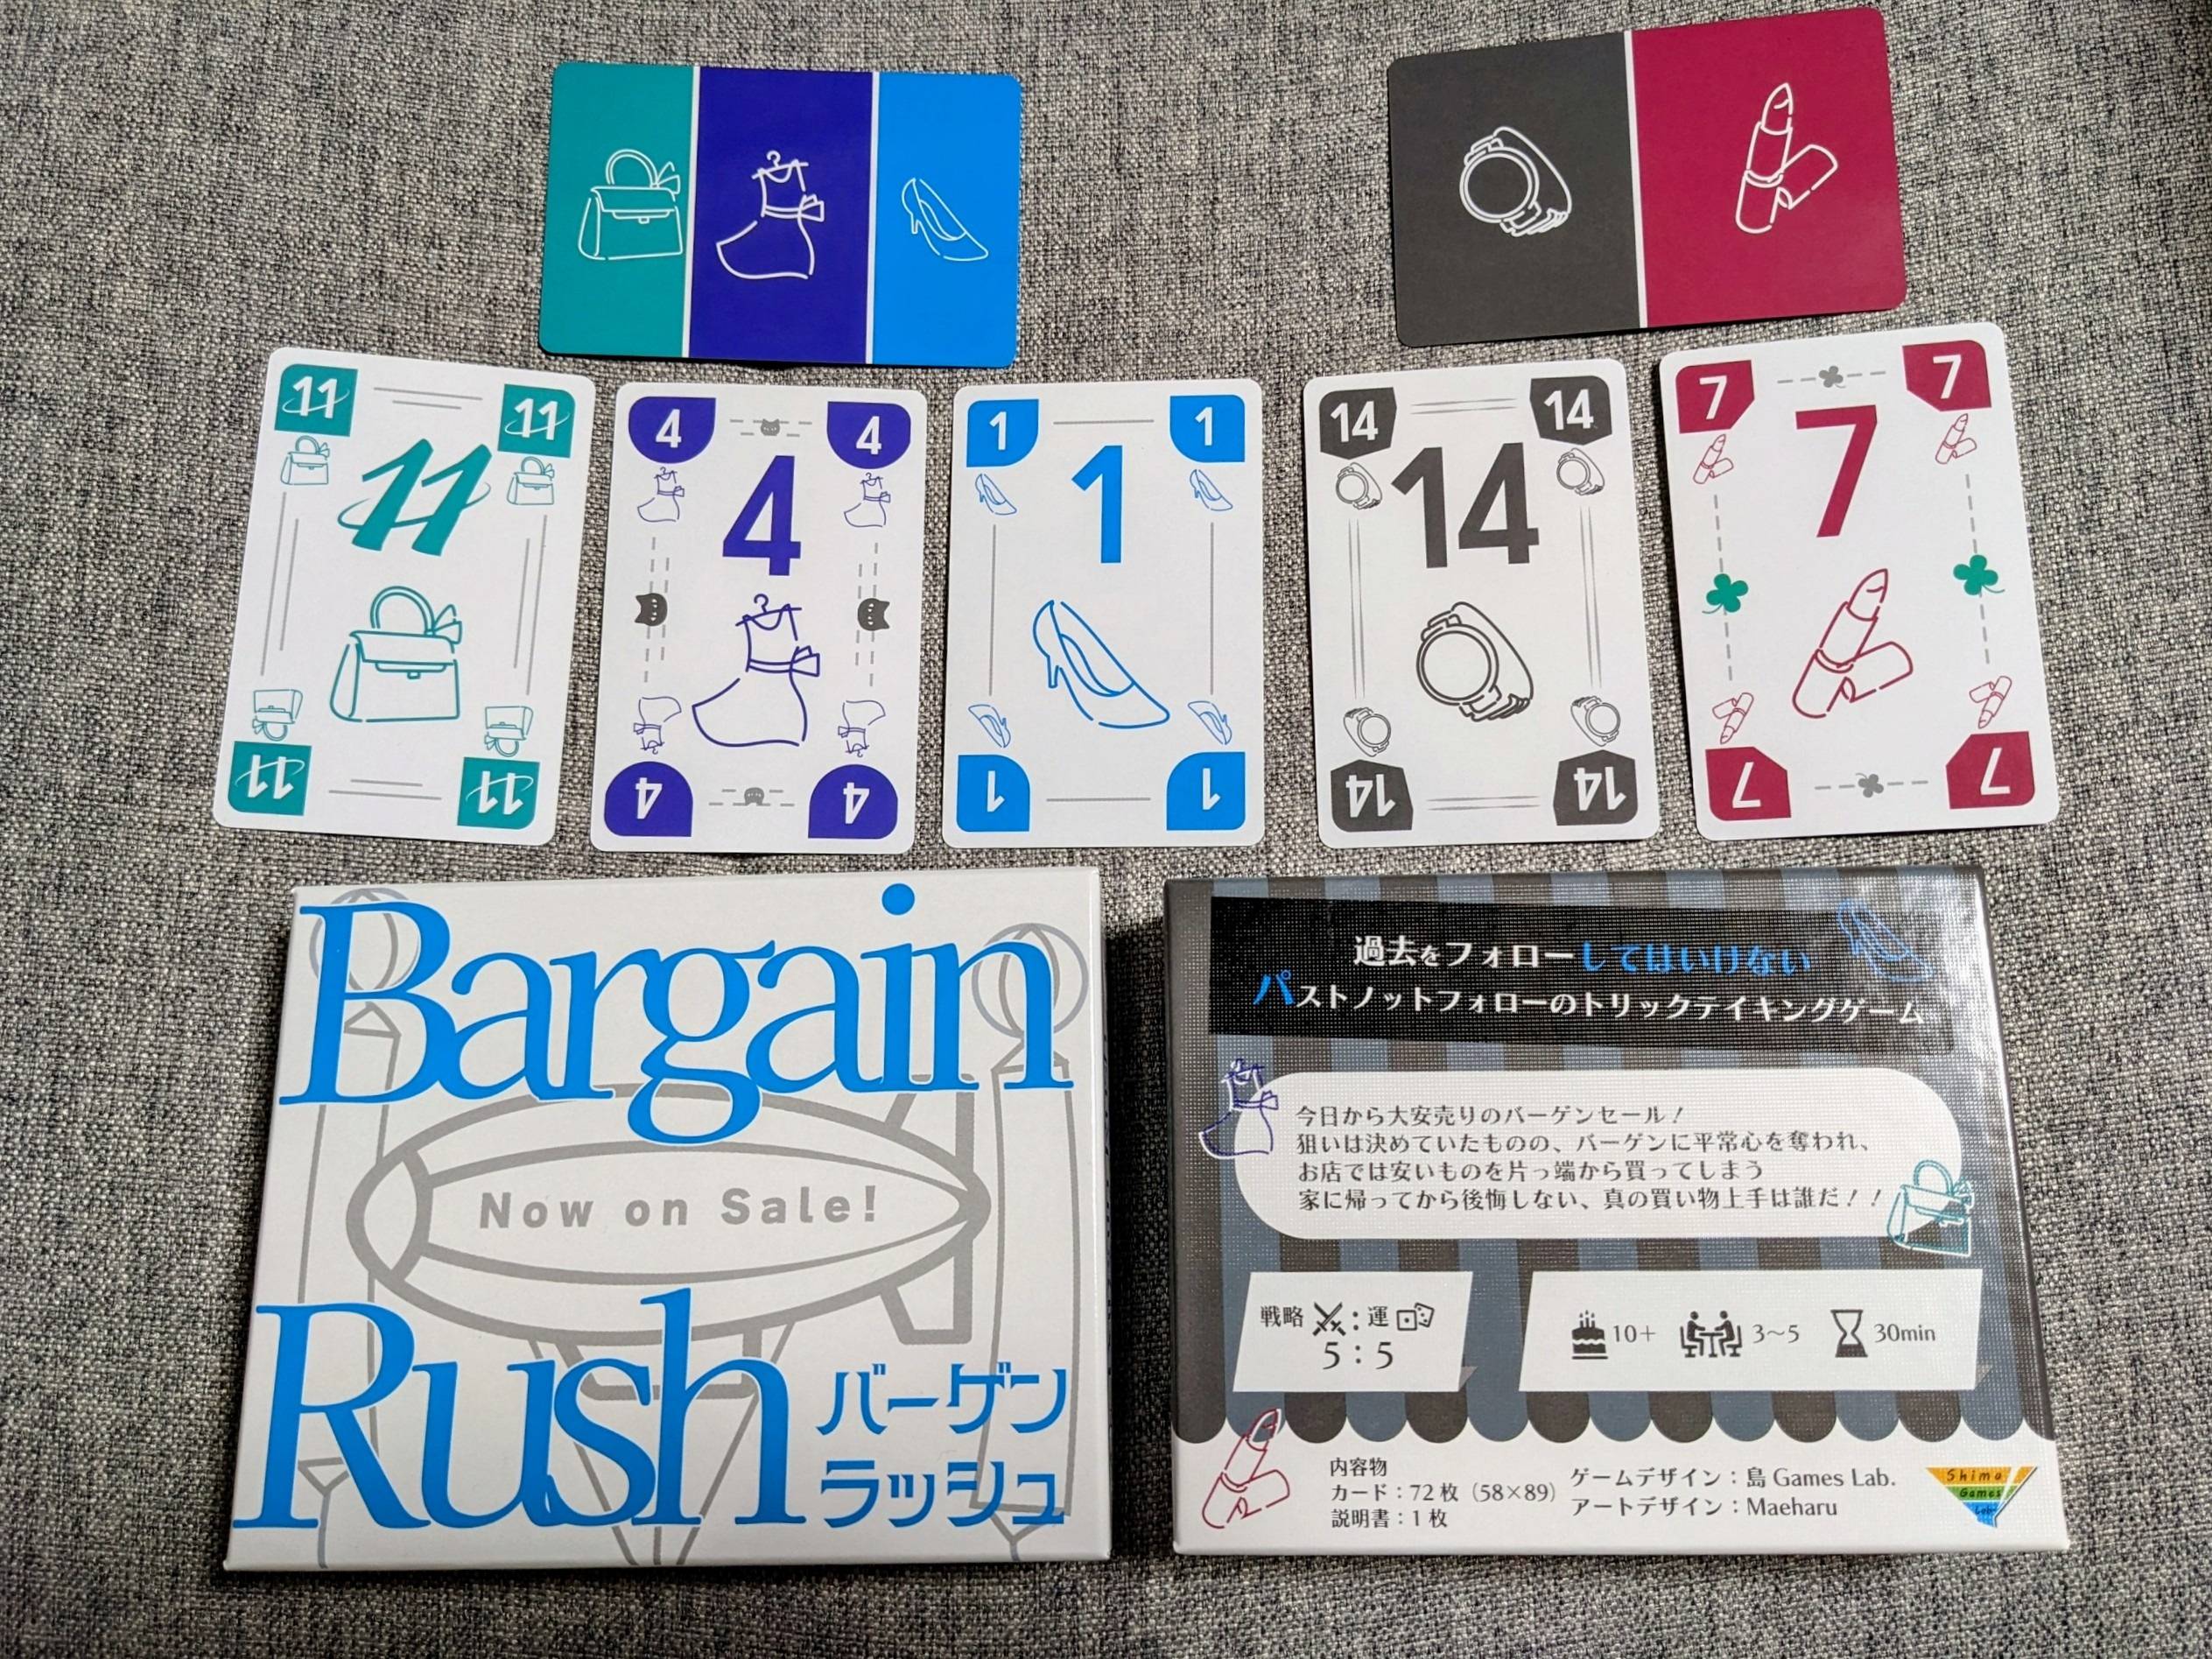 11 11
11
11 11
4 4
4
4 4
1 1
1
1 1
14 14
14
14 14
7 7
7
7 7
Bargain
Now on Sale!
Rush
バーゲン
ラッシュ
過去をフォローしてはいけない
パストノットフォローのトリックテイキングゲーム
今日から大安売りのバーゲンセール！
狙いは決めていたものの、バーゲンに平常心を奪われ、
お店では安いものを片っ端から買ってしまう
家に帰ってから後悔しない、真の買い物上手は誰だ！！
戦略：運
5：5
10+ 3～5 30min
内容物
カード：72枚（58×89）
説明書：1枚
ゲームデザイン：島 Games Lab.
アートデザイン：Maeharu
Shima
Games
Lab.